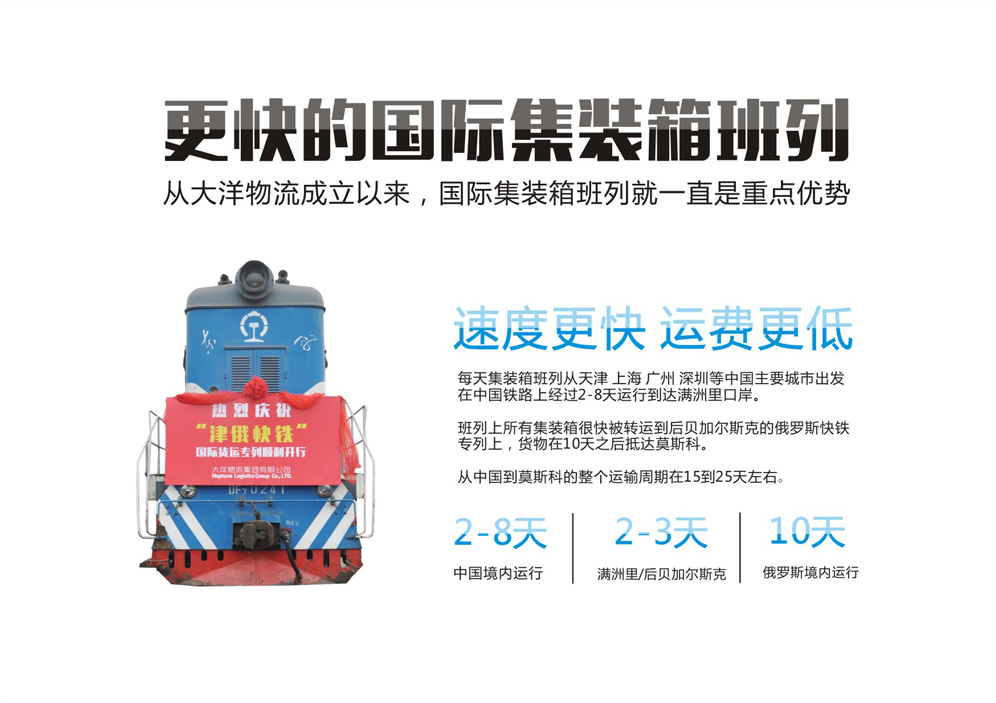 更快的国际集装箱班列
从大洋物流成立以来，国际集装箱班列就一直是重点优势
速度更快 运费更低
每天集装箱班列从天津 上海 广州 深圳等中国主要城市出发
在中国铁路上经过2-8天运行到达满洲里口岸。
班列上所有集装箱很快被转运到后贝加尔斯克的俄罗斯快铁
专列上，货物在10天之后抵达莫斯科。
从中国到莫斯科的整个运输周期在15到25天左右。
2-8天
中国境内运行
2-3天
满洲里/后贝加尔斯克
10天
俄罗斯境内运行
热烈庆祝
“津俄快铁”
国际货运专列顺利开行
大洋物流集团有限公司
Neptune Logistics Group Co., LTD.
DF7 0241